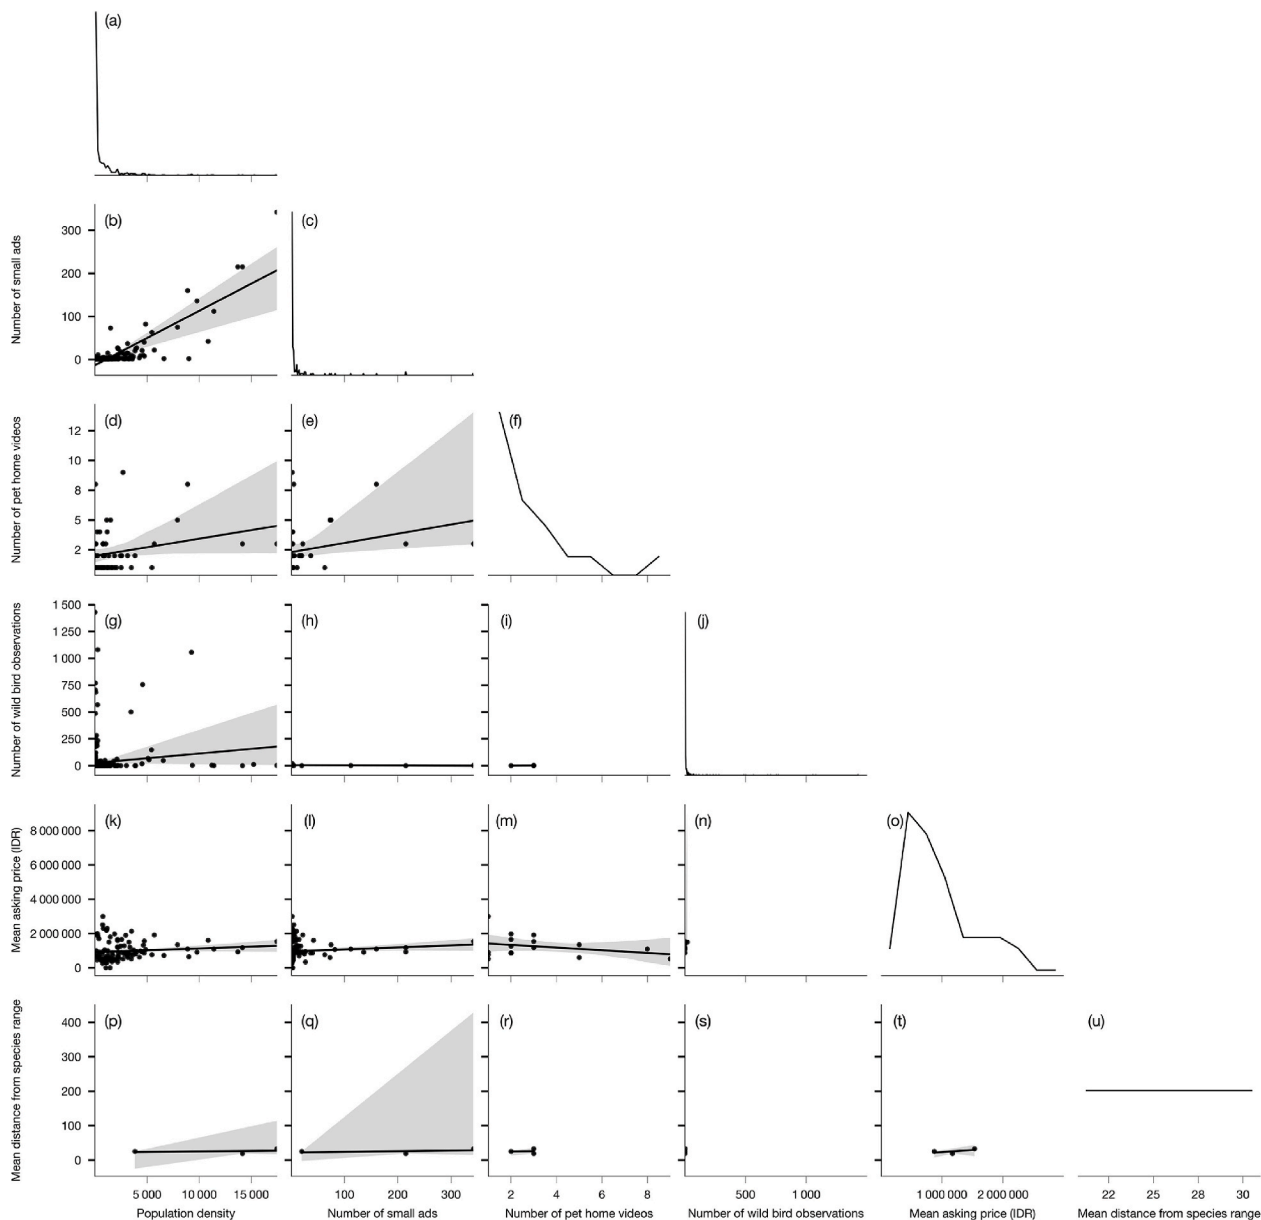 (a)
(b)
(c)
300
200
100
0
Number of small ads
(d)
(e)
(f)
12
10
8
5
2
Number of pet home videos
(g)
(h)
(i)
(j)
1 500
1 250
1 000
750
500
250
0
Number of wild bird observations
(k)
(l)
(m)
(n)
(o)
8 000 000
6 000 000
4 000 000
2 000 000
0
Mean asking price (IDR)
(p)
(q)
(r)
(s)
(t)
(u)
400
300
200
100
0
Mean distance from species range
5 000 10 000 15 000
0 100 200 300
2 4 6 8
500 1 000
1 000 000 2 000 000
22 25 28 30
Population density
Number of small ads
Number of pet home videos
Number of wild bird observations
Mean asking price (IDR)
Mean distance from species range